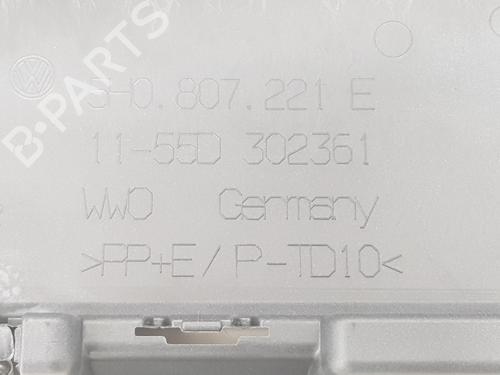 5H0.807.221 E
11-55D 302361
WWO Germany
>PP+E/P-TD10<
B-PARTS